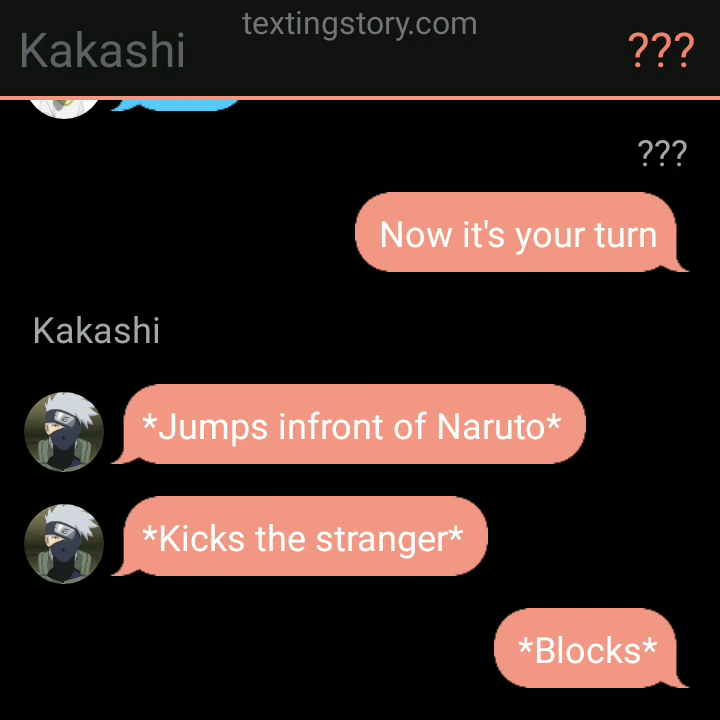 textingstory.com
Kakashi
???
???
Now it's your turn
Kakashi
*Jumps infront of Naruto*
*Kicks the stranger*
*Blocks*